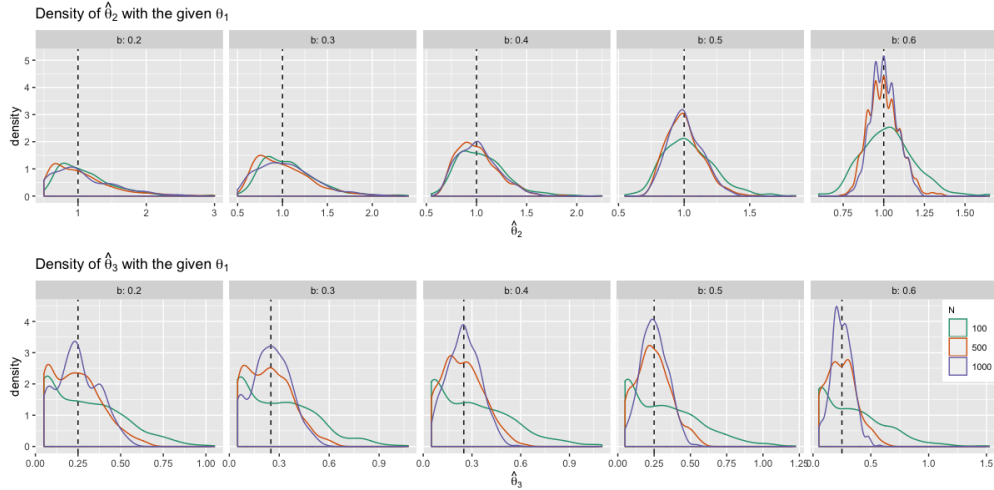 Density of θ̂₂ with the given θ₁
b: 0.2 b: 0.3 b: 0.4 b: 0.5 b: 0.6
density
5
4
3
2
1
0
1 2 3 0.5 1.0 1.5 2.0 0.5 1.0 1.5 2.0 0.5 1.0 1.5 0.75 1.00 1.25 1.50
θ̂₂
Density of θ̂₃ with the given θ₁
b: 0.2 b: 0.3 b: 0.4 b: 0.5 b: 0.6
density
4
3
2
1
0
N
100
500
1000
0.00 0.25 0.50 0.75 1.00 0.0 0.3 0.6 0.9 0.0 0.3 0.6 0.9 0.00 0.25 0.50 0.75 1.00 1.25 0.0 0.5 1.0 1.5
θ̂₃